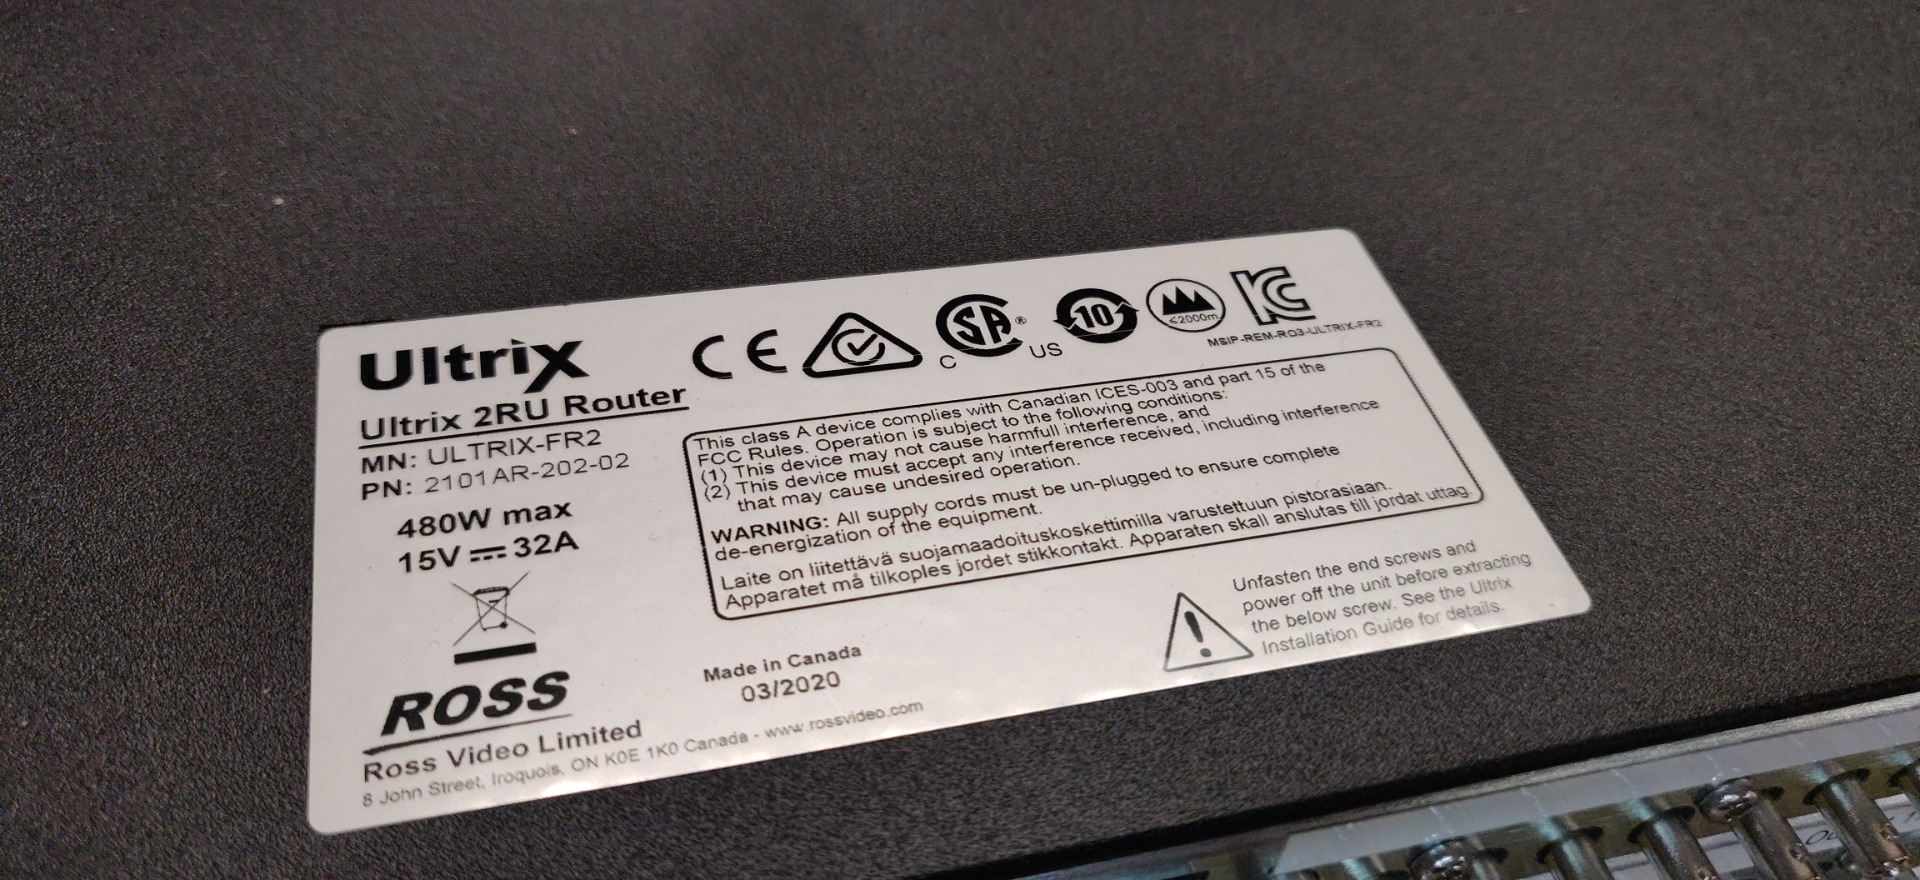 Ultrix
Ultrix 2RU Router
MN: ULTRIX-FR2
PN: 2101AR-202-02
480W max
15V ⎓ 32A
ROSS
Ross Video Limited
8 John Street, Iroquois, ON K0E 1K0 Canada - www.rossvideo.com
CE
C SA ® US
10
≤2000m
KC
MSIP-REM-RO3-ULTRIX-FR2
This class A device complies with Canadian ICES-003 and part 15 of the
FCC Rules. Operation is subject to the following conditions:
(1) This device may not cause harmfull interference, and
(2) This device must accept any interference received, including interference
that may cause undesired operation.
WARNING: All supply cords must be un-plugged to ensure complete
de-energization of the equipment.
Laite on liitettävä suojamaadoituskoskettimilla varustettuun pistorasiaan.
Apparatet må tilkoples jordet stikkontakt. Apparaten skall anslutas till jordat uttag.
Made in Canada
03/2020
Unfasten the end screws and
power off the unit before extracting
the below screw. See the Ultrix
Installation Guide for details.